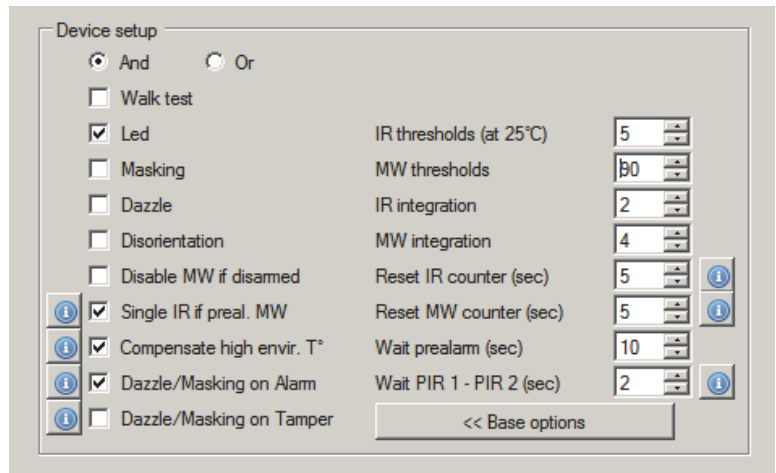 Device setup
And Or
Walk test
Led IR thresholds (at 25°C) 5
Masking MW thresholds 90
Dazzle IR integration 2
Disorientation MW integration 4
Disable MW if disarmed Reset IR counter (sec) 5
Single IR if preal. MW Reset MW counter (sec) 5
Compensate high envir. T° Wait prealarm (sec) 10
Dazzle/Masking on Alarm Wait PIR 1 - PIR 2 (sec) 2
Dazzle/Masking on Tamper << Base options